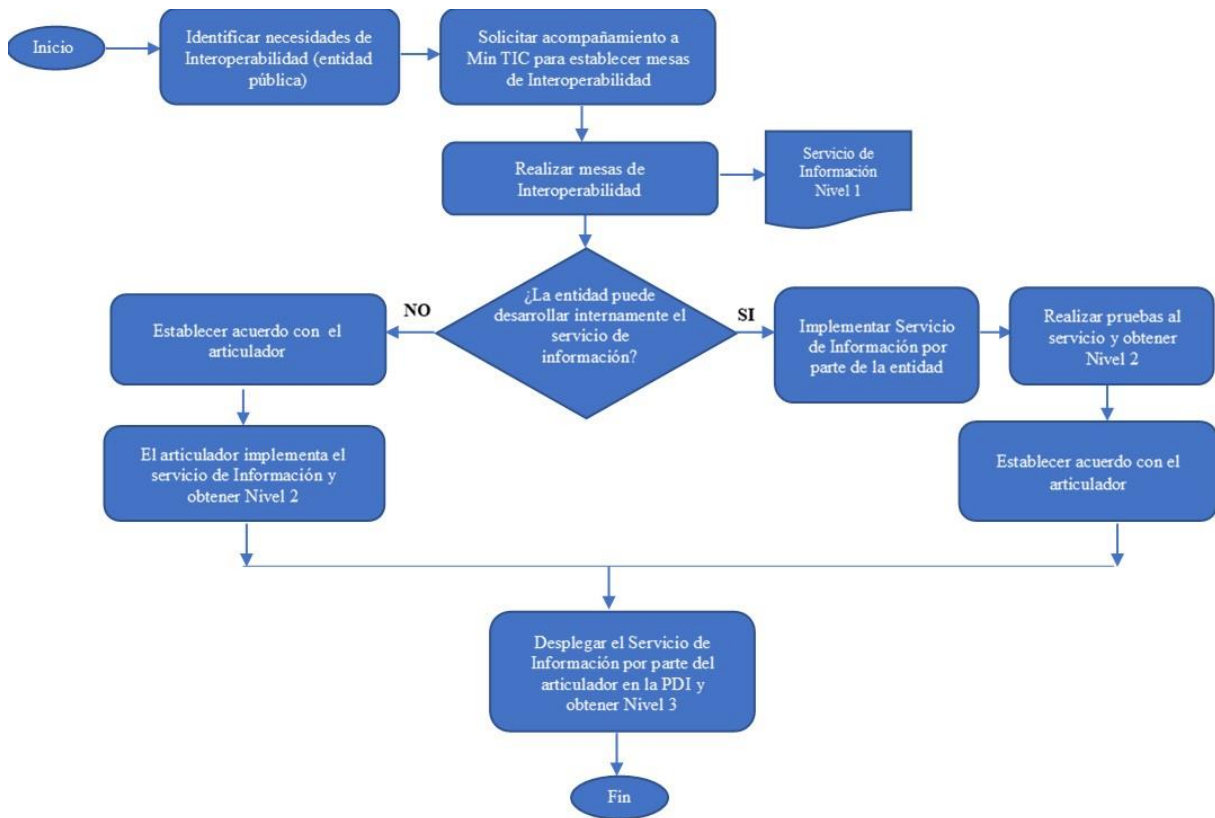 Inicio
Identificar necesidades de
Interoperabilidad (entidad
pública)
Solicitar acompañamiento a
Min TIC para establecer mesas
de Interoperabilidad
Realizar mesas de
Interoperabilidad
Servicio de
Información
Nivel 1
¿La entidad puede
desarrollar internamente el
servicio de
información?
NO
SI
Establecer acuerdo con el
articulador
El articulador implementa el
servicio de Información y
obtener Nivel 2
Implementar Servicio
de Información por
parte de la entidad
Realizar pruebas al
servicio y obtener
Nivel 2
Establecer acuerdo con el
articulador
Desplegar el Servicio de
Información por parte del
articulador en la PDI y
obtener Nivel 3
Fin